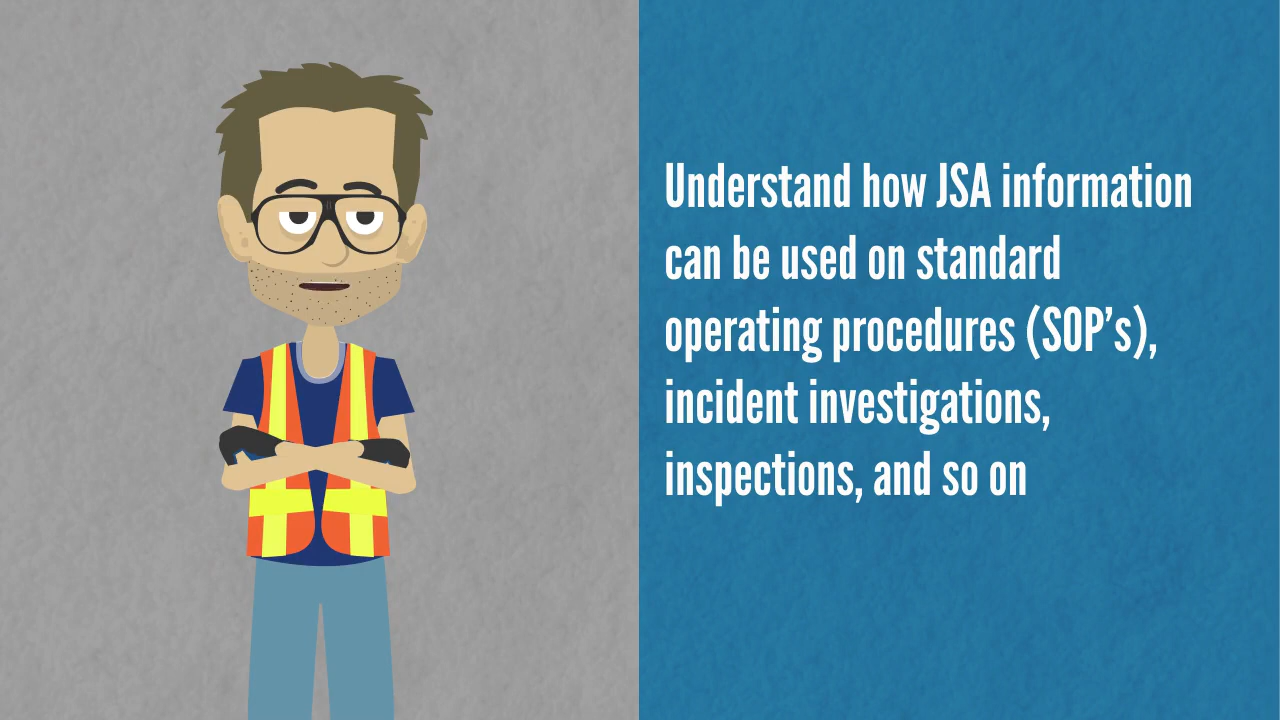 Understand how JSA information
can be used on standard
operating procedures (SOP’s),
incident investigations,
inspections, and so on